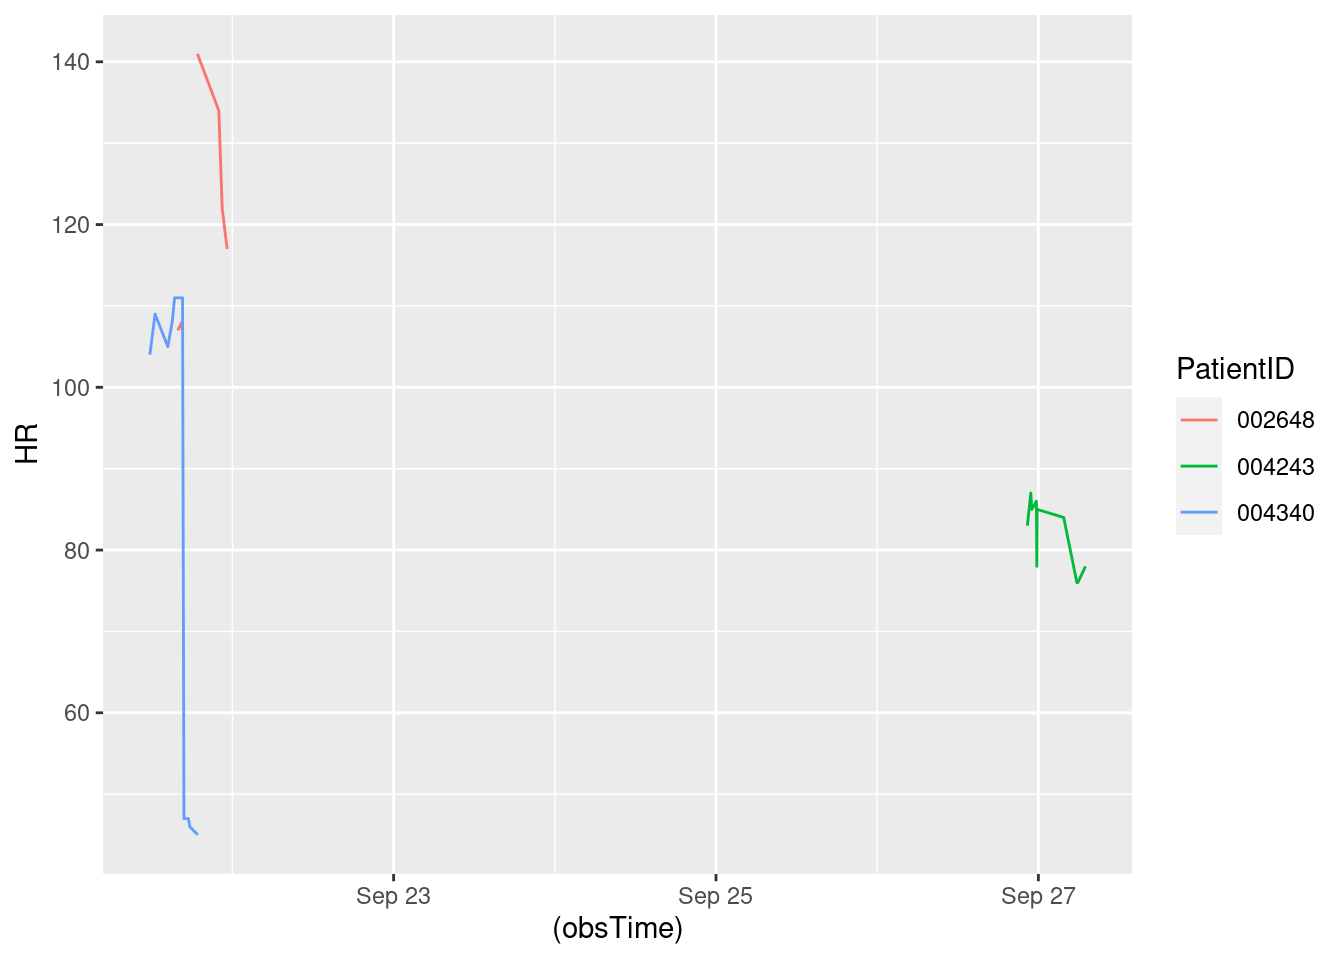 140
120
100
80
60
HR
Sep 23
Sep 25
Sep 27
(obsTime)
PatientID
002648
004243
004340